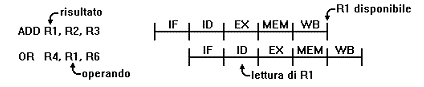 risultato
R1 disponibile
ADD R1, R2, R3
IF ID EX MEM WB
OR R4, R1, R6
IF ID EX MEM WB
operando
lettura di R1